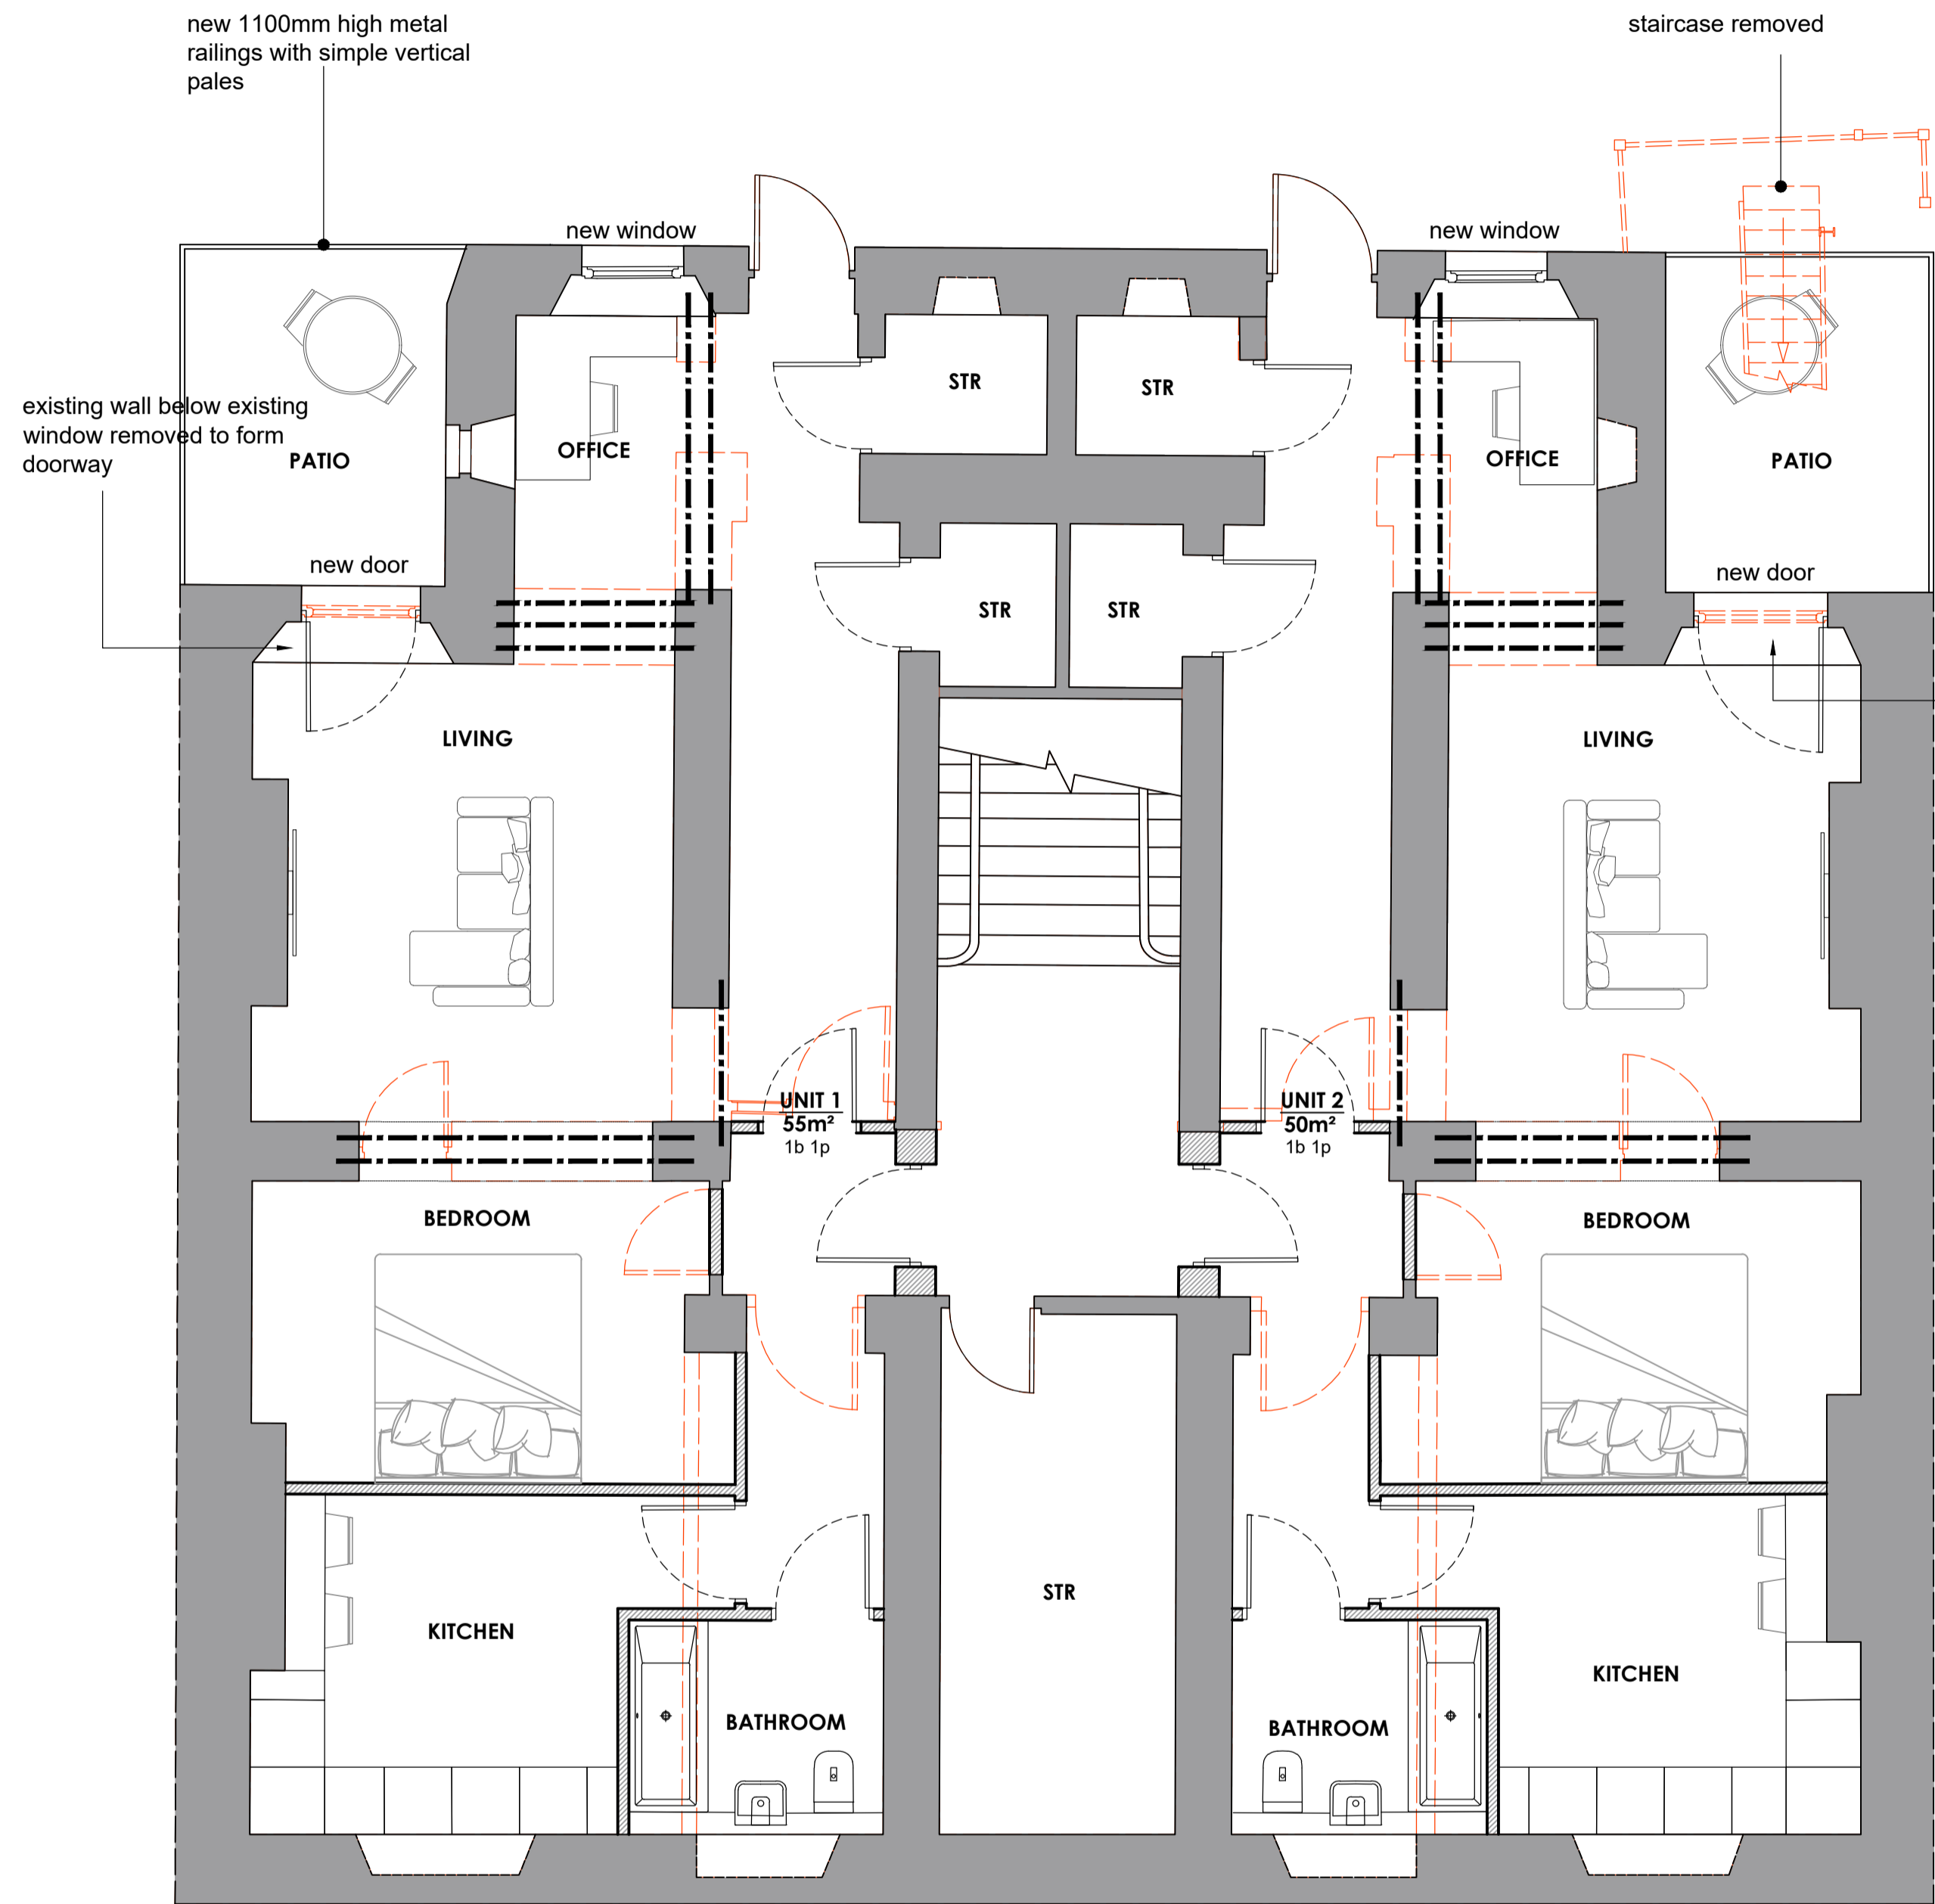 new 1100mm high metal
railings with simple vertical
pales
staircase removed
new window
new window
existing wall below existing
window removed to form
doorway
PATIO
OFFICE
STR
STR
OFFICE
PATIO
new door
new door
STR
STR
LIVING
LIVING
UNIT 1
55m²
1b 1p
UNIT 2
50m²
1b 1p
BEDROOM
BEDROOM
STR
KITCHEN
KITCHEN
BATHROOM
BATHROOM